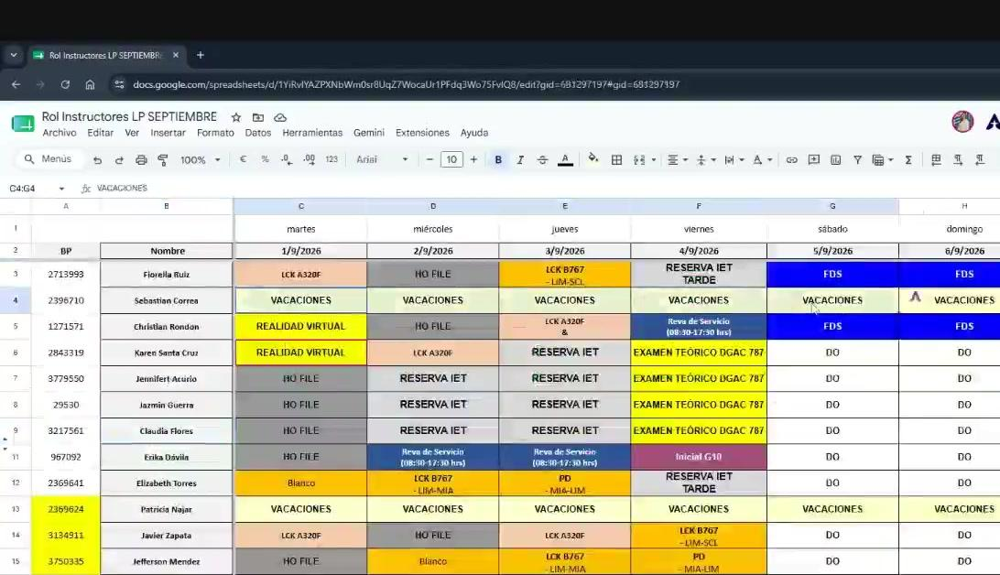 Rol Instructores LP SEPTIEMBRE
docs.google.com/spreadsheets/d/1YiRvIYAZPXNbWm0sr8UqZ7WocaUr1PFdq3Wo75FvIQ8/edit?gid=681297197#gid=681297197
Rol Instructores LP SEPTIEMBRE
Archivo Editar Ver Insertar Formato Datos Herramientas Gemini Extensiones Ayuda
Menús 100% € % .0 .00 123 Arial 10 B I A
C4:G4 fx VACACIONES
A B C D E F G H
1 martes miércoles jueves viernes sábado domingo
2 BP Nombre 1/9/2026 2/9/2026 3/9/2026 4/9/2026 5/9/2026 6/9/2026
3 2713993 Fiorella Ruiz LCK A320F HO FILE LCK B767 - LIM-SCL RESERVA IET TARDE FDS FDS
4 2396710 Sebastian Correa VACACIONES VACACIONES VACACIONES VACACIONES VACACIONES VACACIONES
5 1271571 Christian Rondon REALIDAD VIRTUAL HO FILE LCK A320F & Reva de Servicio (08:30-17:30 hrs) FDS FDS
6 2843319 Karen Santa Cruz REALIDAD VIRTUAL LCK A320F RESERVA IET EXAMEN TEÓRICO DGAC 787 DO DO
7 3779550 Jennifert Acurio HO FILE RESERVA IET RESERVA IET EXAMEN TEÓRICO DGAC 787 DO DO
8 29530 Jazmin Guerra HO FILE RESERVA IET RESERVA IET EXAMEN TEÓRICO DGAC 787 DO DO
9 3217561 Claudia Flores HO FILE RESERVA IET RESERVA IET EXAMEN TEÓRICO DGAC 787 DO DO
11 967092 Erika Dávila HO FILE Reva de Servicio (08:30-17:30 hrs) Reva de Servicio (08:30-17:30 hrs) Inicial G10 DO DO
12 2369641 Elizabeth Torres Blanco LCK B767 - LIM-MIA PD - MIA-LIM RESERVA IET TARDE DO DO
13 2369624 Patricia Najar VACACIONES VACACIONES VACACIONES VACACIONES VACACIONES VACACIONES
14 3134911 Javier Zapata LCK A320F HO FILE LCK A320F LCK B767 - LIM-SCL DO DO
15 3750335 Jefferson Mendez HO FILE Blanco LCK B767 - LIM-MIA PD - MIA-LIM DO DO